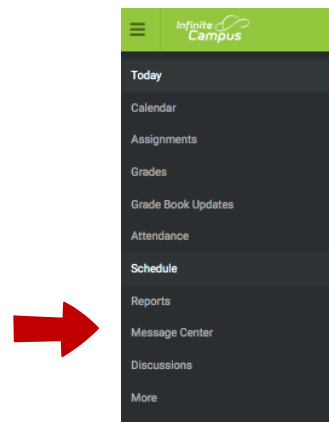 Infinite
Campus
Today
Calendar
Assignments
Grades
Grade Book Updates
Attendance
Schedule
Reports
Message Center
Discussions
More